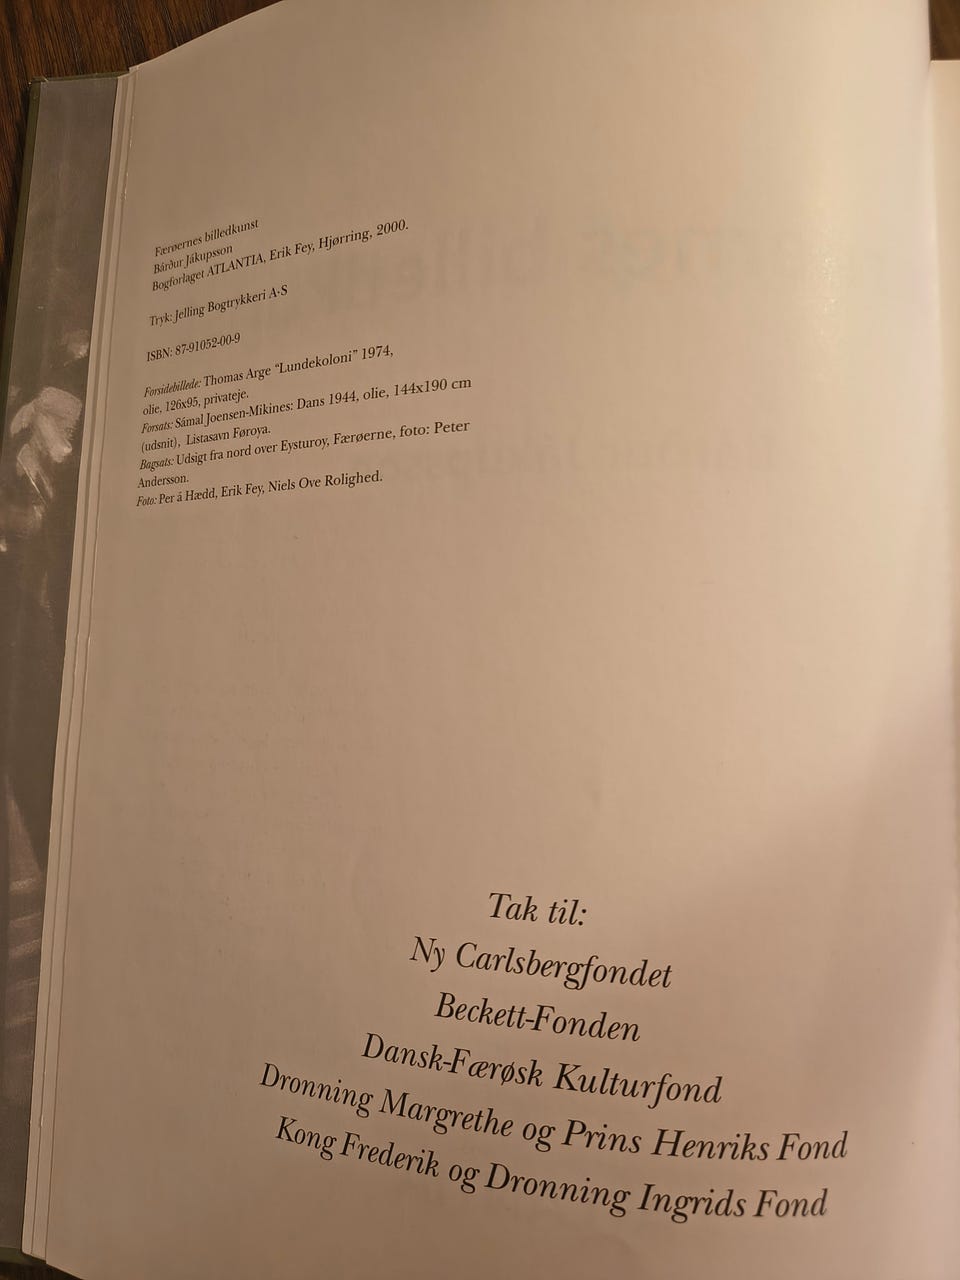 Færøernes billedkunst
Bárður Jákupsson
Bogforlaget ATLANTIA, Erik Fey, Hjørring, 2000.
Tryk: Jelling Bogtrykkeri A-S
ISBN: 87-91052-00-9
Forsidebillede: Thomas Arge “Lundekoloni” 1974,
olie, 126x95, privateje.
Forsats: Sámal Joensen-Mikines: Dans 1944, olie, 144x190 cm
(udsnit), Listasavn Føroya.
Bagsats: Udsigt fra nord over Eysturoy, Færøerne, foto: Peter
Andersson.
Foto: Per á Hædd, Erik Fey, Niels Ove Rolighed.
Tak til:
Ny Carlsbergfondet
Beckett-Fonden
Dansk-Færøsk Kulturfond
Dronning Margrethe og Prins Henriks Fond
Kong Frederik og Dronning Ingrids Fond